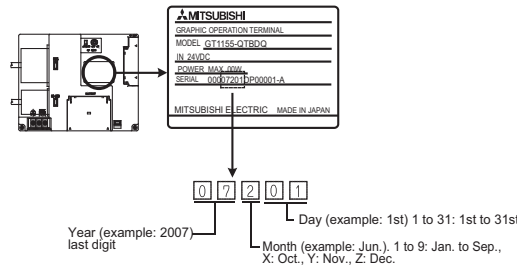 MITSUBISHI
GRAPHIC OPERATION TERMINAL
MODEL GT1155-QTBDQ
IN 24VDC
POWER MAX 00W
SERIAL 00007201DP00001-A
MITSUBISHI ELECTRIC MADE IN JAPAN
0 7 2 0 1
Day (example: 1st) 1 to 31: 1st to 31st
Year (example: 2007)
last digit
Month (example: Jun.). 1 to 9: Jan. to Sep.,
X: Oct., Y: Nov., Z: Dec.